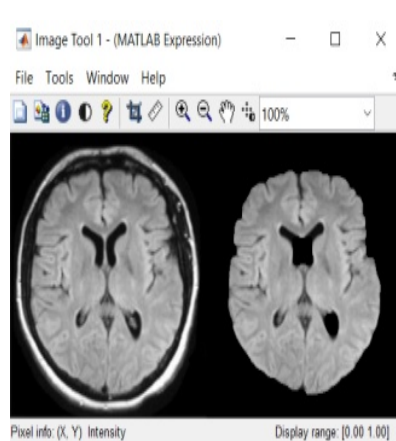 Image Tool 1 - (MATLAB Expression)
File Tools Window Help
100%
Pixel info: (X, Y) Intensity
Display range: [0.00 1.00]